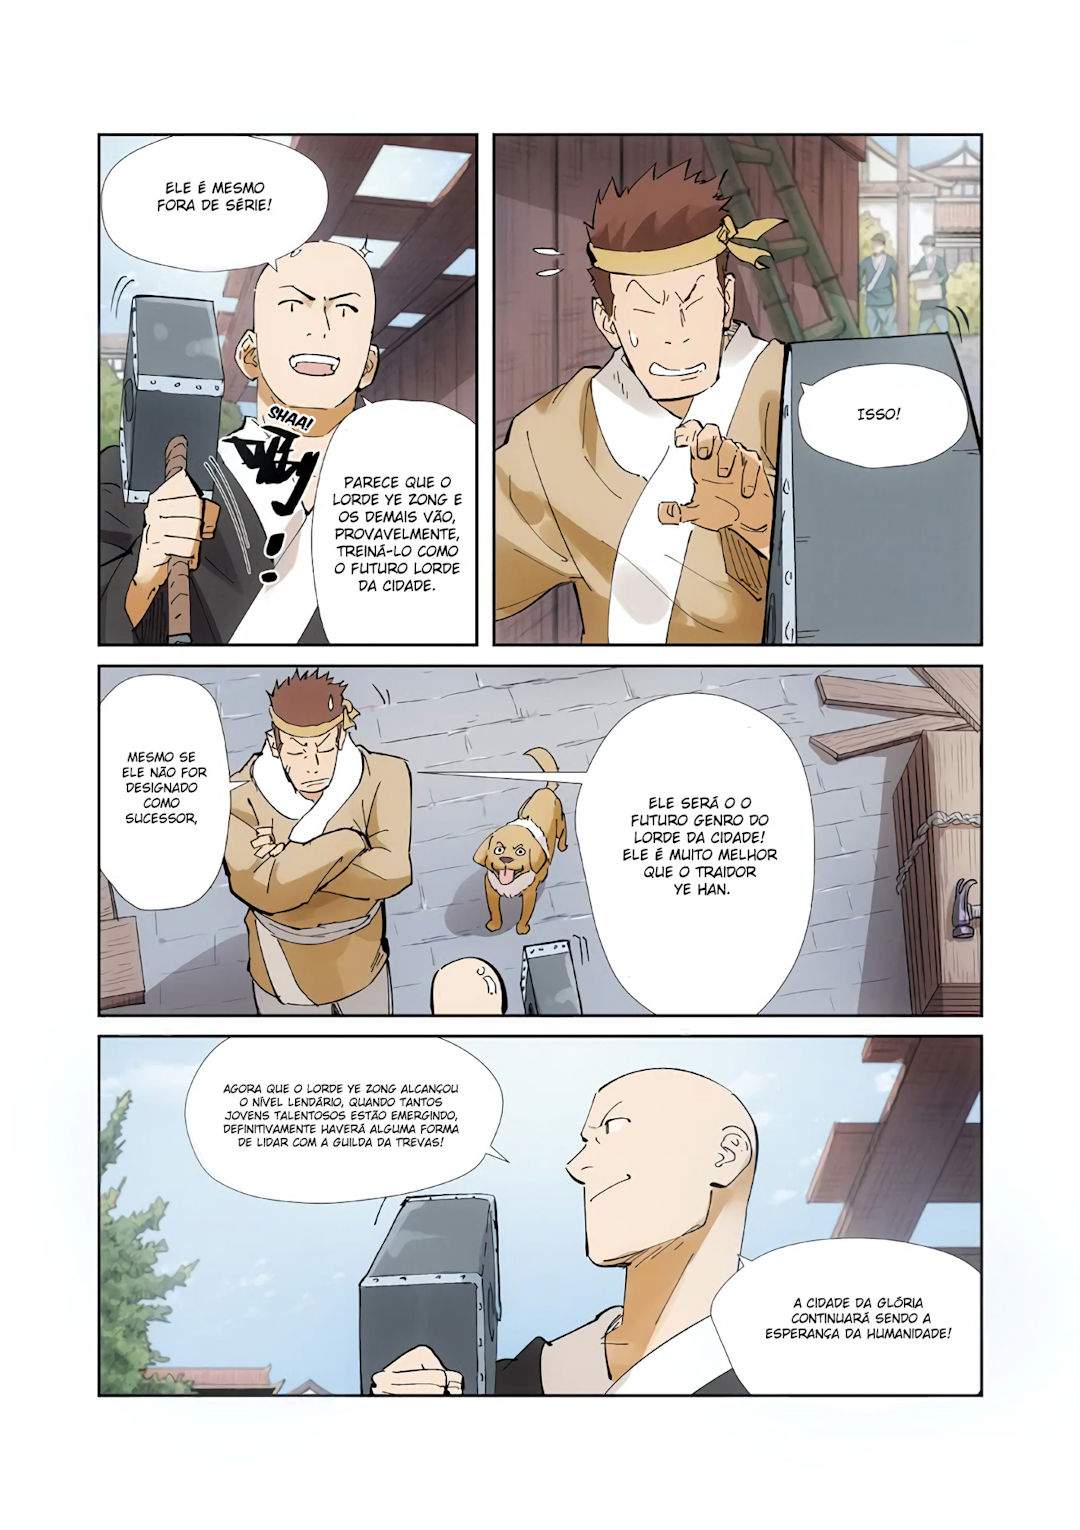 ELE É MESMO
FORA DE SÉRIE!
SHAA!
PARECE QUE O
LORDE YE ZONG E
OS DEMAIS VÃO,
PROVAVELMENTE,
TREINÁ-LO COMO
O FUTURO LORDE
DA CIDADE.
ISSO!
MESMO SE
ELE NÃO FOR
DESIGNADO
COMO
SUCESSOR,
ELE SERÁ O O
FUTURO GENRO DO
LORDE DA CIDADE!
ELE É MUITO MELHOR
QUE O TRAIDOR
YE HAN.
AGORA QUE O LORDE YE ZONG ALCANÇOU
O NÍVEL LENDÁRIO, QUANDO TANTOS
JOVENS TALENTOSOS ESTÃO EMERGINDO,
DEFINITIVAMENTE HAVERÁ ALGUMA FORMA
DE LIDAR COM A GUILDA DA TREVAS!
A CIDADE DA GLÓRIA
CONTINUARÁ SENDO A
ESPERANÇA DA HUMANIDADE!